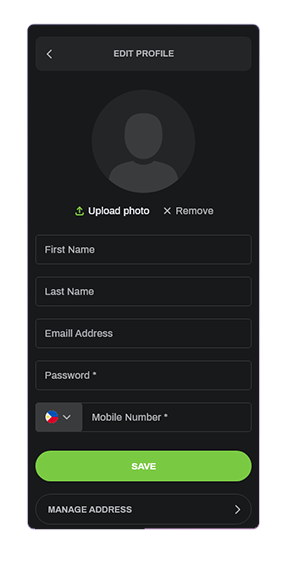 EDIT PROFILE
Upload photo Remove
First Name
Last Name
Emaill Address
Password *
Mobile Number *
SAVE
MANAGE ADDRESS